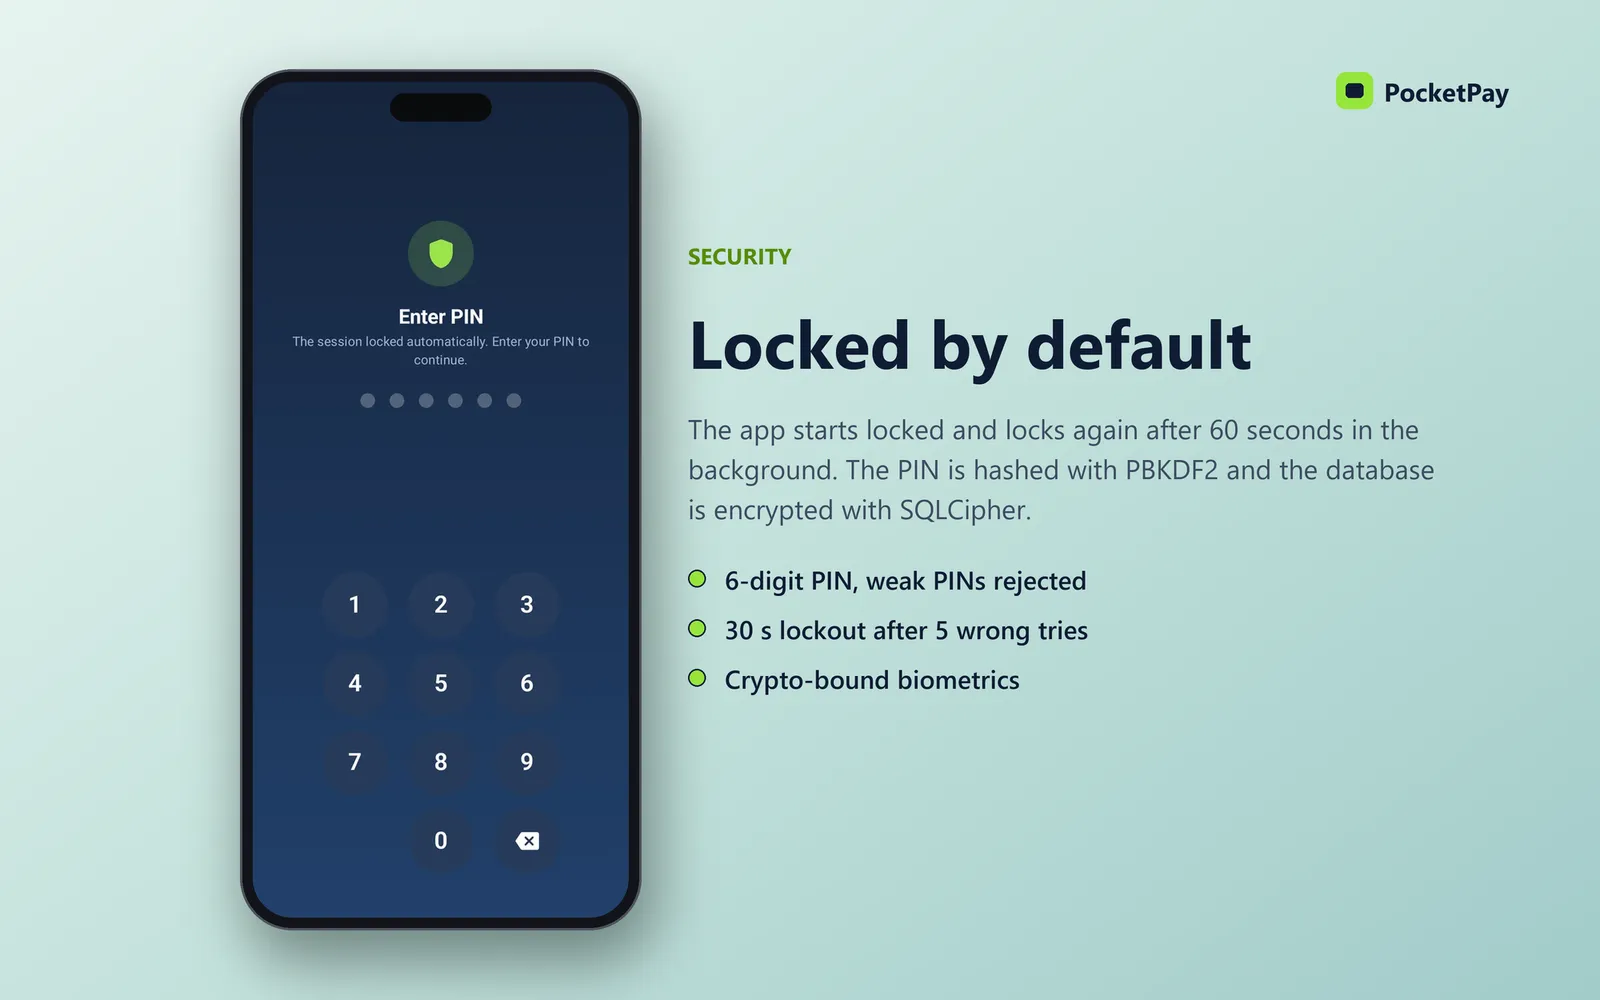 PocketPay
Enter PIN
The session locked automatically. Enter your PIN to
continue.
1 2 3
4 5 6
7 8 9
0
SECURITY
Locked by default
The app starts locked and locks again after 60 seconds in the
background. The PIN is hashed with PBKDF2 and the database
is encrypted with SQLCipher.
6-digit PIN, weak PINs rejected
30 s lockout after 5 wrong tries
Crypto-bound biometrics